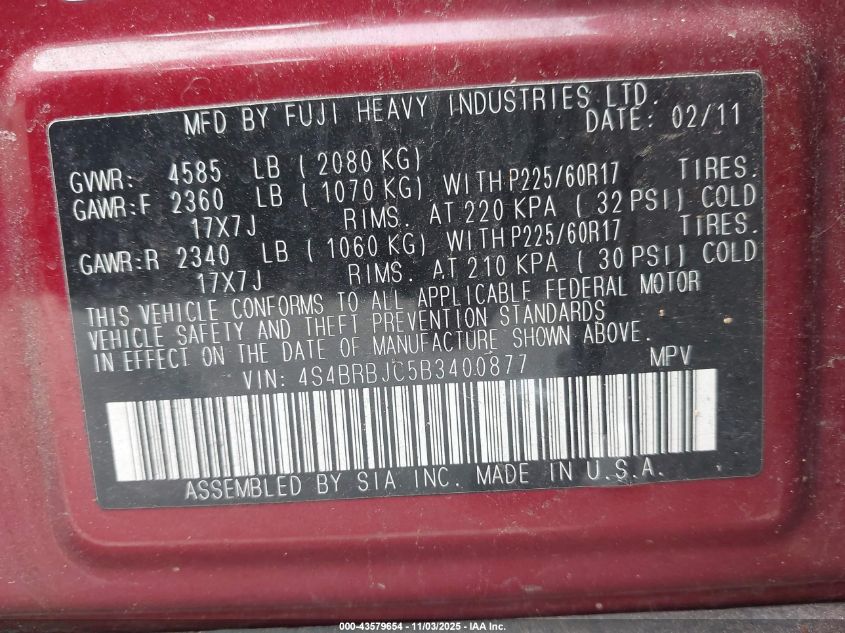 MFD BY FUJI HEAVY INDUSTRIES LTD.
DATE: 02/11
GVWR: 4585 LB ( 2080 KG)
GAWR:F 2360 LB ( 1070 KG) WITH P225/60R17 TIRES.
17X7J RIMS. AT 220 KPA ( 32 PSI) COLD
GAWR:R 2340 LB ( 1060 KG) WITH P225/60R17 TIRES.
17X7J RIMS. AT 210 KPA ( 30 PSI) COLD
THIS VEHICLE CONFORMS TO ALL APPLICABLE FEDERAL MOTOR
VEHICLE SAFETY AND THEFT PREVENTION STANDARDS
IN EFFECT ON THE DATE OF MANUFACTURE SHOWN ABOVE.
VIN: 4S4BRBJC5B3400877 MPV
ASSEMBLED BY SIA INC. MADE IN U.S.A.
000-43579654 - 11/03/2025 - IAA Inc.